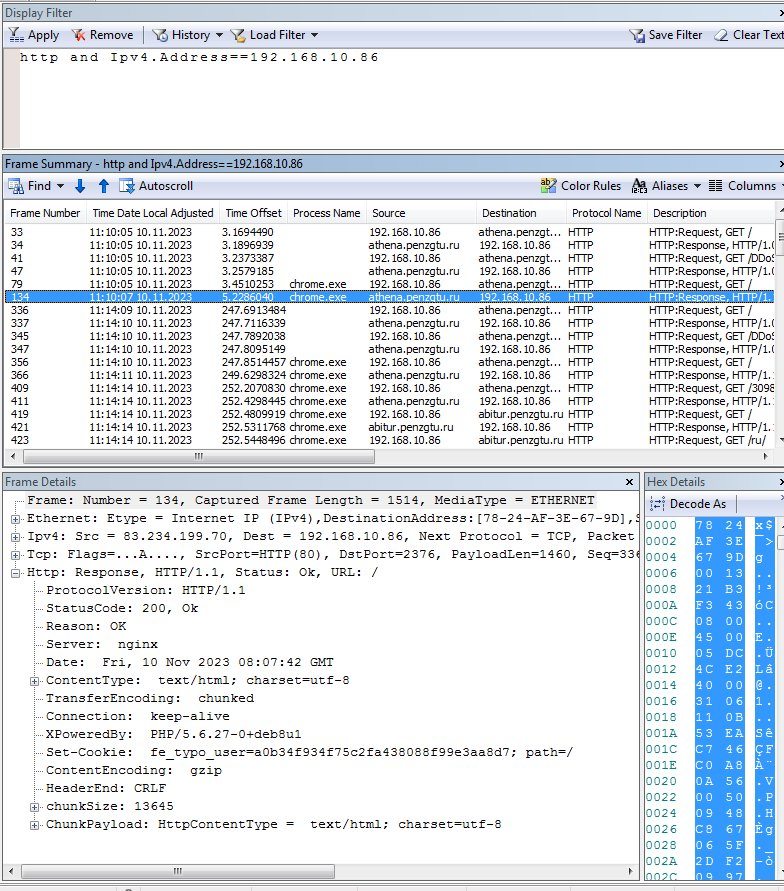 Display Filter
Apply Remove History Load Filter Save Filter Clear Text
http and Ipv4.Address==192.168.10.86
Frame Summary - http and Ipv4.Address==192.168.10.86
Find Autoscroll Color Rules Aliases Columns
Frame Number Time Date Local Adjusted Time Offset Process Name Source Destination Protocol Name Description
33 11:10:05 10.11.2023 3.1694490 192.168.10.86 athena.penzgt... HTTP HTTP:Request, GET /
34 11:10:05 10.11.2023 3.1896939 athena.penzgtu.ru 192.168.10.86 HTTP HTTP:Response, HTTP/1.0
41 11:10:05 10.11.2023 3.2373387 192.168.10.86 athena.penzgt... HTTP HTTP:Request, GET /DDoS
47 11:10:05 10.11.2023 3.2579185 athena.penzgtu.ru 192.168.10.86 HTTP HTTP:Response, HTTP/1.0
79 11:10:05 10.11.2023 3.4510253 chrome.exe 192.168.10.86 athena.penzgt... HTTP HTTP:Request, GET /
134 11:10:07 10.11.2023 5.2286040 chrome.exe athena.penzgtu.ru 192.168.10.86 HTTP HTTP:Response, HTTP/1.
336 11:14:09 10.11.2023 247.6913484 192.168.10.86 athena.penzgt... HTTP HTTP:Request, GET /
337 11:14:10 10.11.2023 247.7116339 athena.penzgtu.ru 192.168.10.86 HTTP HTTP:Response, HTTP/1.0
345 11:14:10 10.11.2023 247.7892038 192.168.10.86 athena.penzgt... HTTP HTTP:Request, GET /DDoS
347 11:14:10 10.11.2023 247.8095149 athena.penzgtu.ru 192.168.10.86 HTTP HTTP:Response, HTTP/1.0
356 11:14:10 10.11.2023 247.8514457 chrome.exe 192.168.10.86 athena.penzgt... HTTP HTTP:Request, GET /
366 11:14:11 10.11.2023 249.6298324 chrome.exe athena.penzgtu.ru 192.168.10.86 HTTP HTTP:Response, HTTP/1.
409 11:14:14 10.11.2023 252.2070830 chrome.exe 192.168.10.86 athena.penzgt... HTTP HTTP:Request, GET /3098
411 11:14:14 10.11.2023 252.4298445 chrome.exe athena.penzgtu.ru 192.168.10.86 HTTP HTTP:Response, HTTP/1.
419 11:14:14 10.11.2023 252.4809919 chrome.exe 192.168.10.86 abitur.penzgtu.ru HTTP HTTP:Request, GET /
421 11:14:14 10.11.2023 252.5311768 chrome.exe abitur.penzgtu.ru 192.168.10.86 HTTP HTTP:Response, HTTP/1.
423 11:14:14 10.11.2023 252.5448496 chrome.exe 192.168.10.86 abitur.penzgtu.ru HTTP HTTP:Request, GET /ru/
Frame Details
Frame: Number = 134, Captured Frame Length = 1514, MediaType = ETHERNET
Ethernet: Etype = Internet IP (IPv4),DestinationAddress:[78-24-AF-3E-67-9D],S
Ipv4: Src = 83.234.199.70, Dest = 192.168.10.86, Next Protocol = TCP, Packet
Tcp: Flags=...A...., SrcPort=HTTP(80), DstPort=2376, PayloadLen=1460, Seq=336
Http: Response, HTTP/1.1, Status: Ok, URL: /
ProtocolVersion: HTTP/1.1
StatusCode: 200, Ok
Reason: OK
Server: nginx
Date: Fri, 10 Nov 2023 08:07:42 GMT
ContentType: text/html; charset=utf-8
TransferEncoding: chunked
Connection: keep-alive
XPoweredBy: PHP/5.6.27-0+deb8u1
Set-Cookie: fe_typo_user=a0b34f934f75c2fa438088f99e3aa8d7; path=/
ContentEncoding: gzip
HeaderEnd: CRLF
chunkSize: 13645
ChunkPayload: HttpContentType = text/html; charset=utf-8
Hex Details
Decode As
0000 78 24 x$
0002 AF 3E ¯>
0004 67 9D g
0006 00 13 ..
0008 21 B3 !³
000A F3 43 óC
000C 08 00 ..
000E 45 00 E.
0010 05 DC .Ü
0012 4C E2 Lâ
0014 40 00 @.
0016 31 06 1.
0018 11 0B ..
001A 53 EA Sê
001C C7 46 ÇF
001E C0 A8 À¨
0020 0A 56 .V
0022 00 50 .P
0024 09 48 .H
0026 C8 67 Èg
0028 06 5F ._
002A 2D F2 -ò
002C 09 97